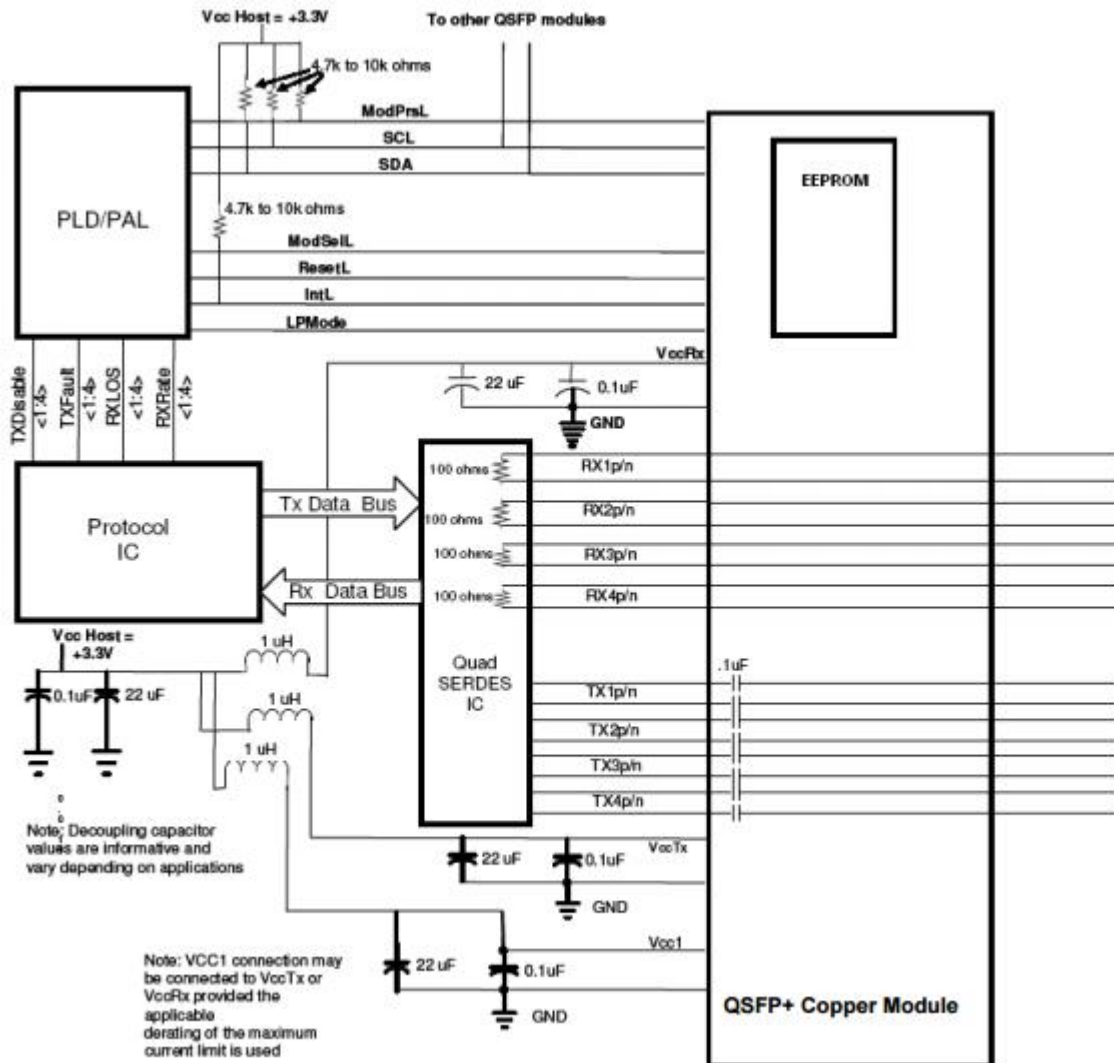 Vcc Host = +3.3V
To other QSFP modules
4.7k to 10k ohms
ModPrsL
SCL
SDA
PLD/PAL
4.7k to 10k ohms
ModSelL
ResetL
IntL
LPMode
EEPROM
TXDisable
<1:4>
TXFault
<1:4>
RXLOS
<1:4>
RXRate
<1:4>
VccRx
22 uF
0.1uF
GND
Protocol
IC
Tx Data Bus
Rx Data Bus
100 ohms
RX1p/n
100 ohms
RX2p/n
100 ohms
RX3p/n
100 ohms
RX4p/n
Quad
SERDES
IC
Vcc Host =
+3.3V
0.1uF
22 uF
1 uH
1uH
1 uH
.1uF
TX1p/n
TX2p/n
TX3p/n
TX4p/n
Note: Decoupling capacitor
values are informative and
vary depending on applications
VccTx
22 uF
0.1uF
GND
Vcc1
22 uF
0.1uF
GND
Note: VCC1 connection may
be connected to VccTx or
VccRx provided the
applicable
derating of the maximum
current limit is used
QSFP+ Copper Module